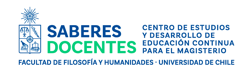 SABERES
DOCENTES
CENTRO DE ESTUDIOS
Y DESARROLLO DE
EDUCACIÓN CONTINUA
PARA EL MAGISTERIO
FACULTAD DE FILOSOFÍA Y HUMANIDADES · UNIVERSIDAD DE CHILE